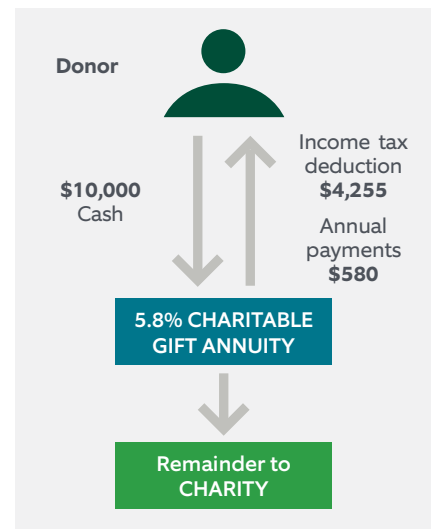 Donor
$10,000
Cash
Income tax
deduction
$4,255
Annual
payments
$580
5.8% CHARITABLE
GIFT ANNUITY
Remainder to
CHARITY